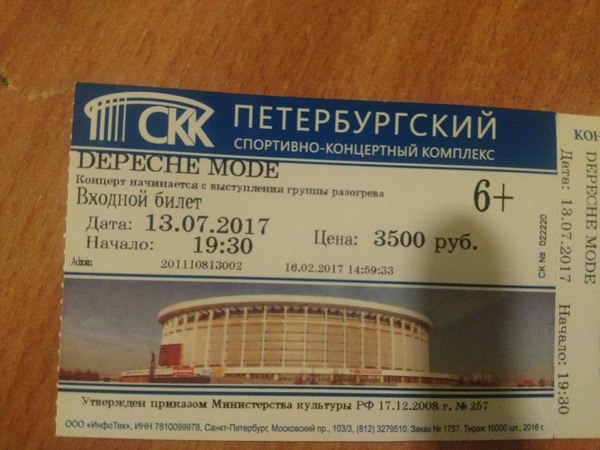 СКК ПЕТЕРБУРГСКИЙ
СПОРТИВНО-КОНЦЕРТНЫЙ КОМПЛЕКС
DEPECHE MODE
Концерт начинается с выступления группы разогрева
6+
Входной билет
Дата: 13.07.2017
Начало: 19:30
Цена: 3500 руб.
Admin 201110813002 16.02.2017 14:59:33
СК № 022220
Утвержден приказом Министерства культуры РФ 17.12.2008 г. № 257
ООО «ИнфоТех», ИНН 7810099978, Санкт-Петербург, Московский пр., 103/3, (812) 3279510. Заказ № 1757. Тираж 10000 шт., 2016 г.
КОН
DEPECHE MODE
Дата: 13.07.2017 Начало: 19:30